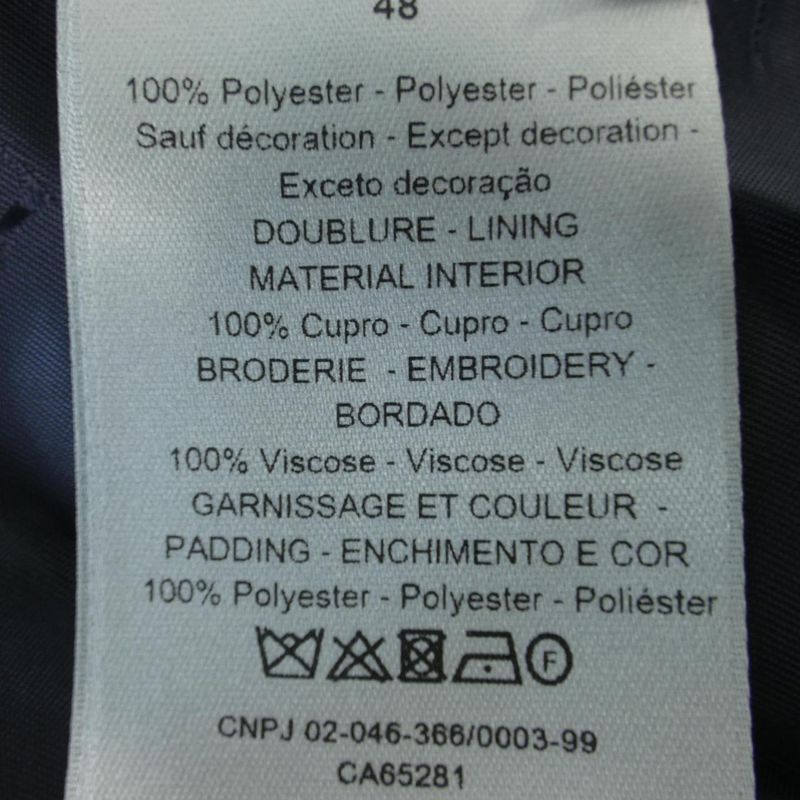 48
100% Polyester - Polyester - Poliéster
Sauf décoration - Except decoration -
Exceto decoração
DOUBLURE - LINING
MATERIAL INTERIOR
100% Cupro - Cupro - Cupro
BRODERIE - EMBROIDERY -
BORDADO
100% Viscose - Viscose - Viscose
GARNISSAGE ET COULEUR -
PADDING - ENCHIMENTO E COR
100% Polyester - Polyester - Poliéster
F
CNPJ 02-046-366/0003-99
CA65281